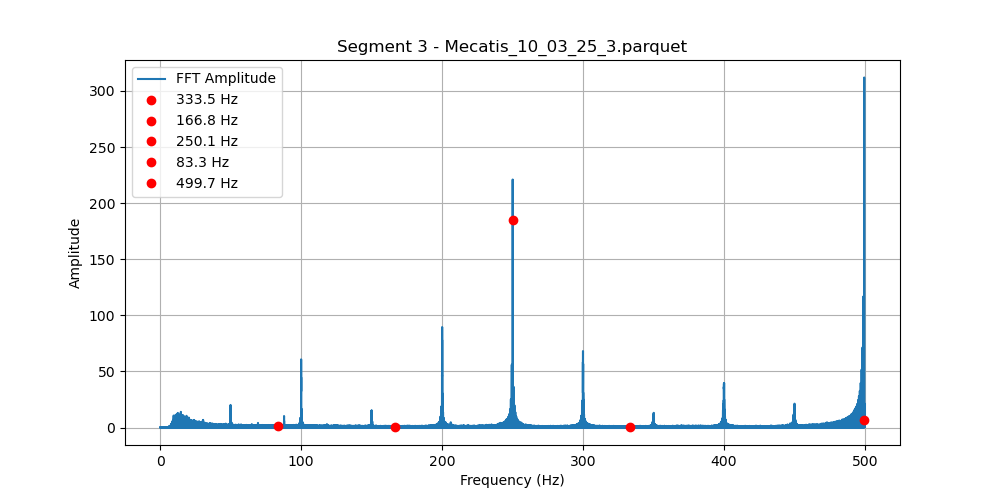 Segment 3 - Mecatis_10_03_25_3.parquet
FFT Amplitude
333.5 Hz
166.8 Hz
250.1 Hz
83.3 Hz
499.7 Hz
Amplitude
300
250
200
150
100
50
0
0 100 200 300 400 500
Frequency (Hz)